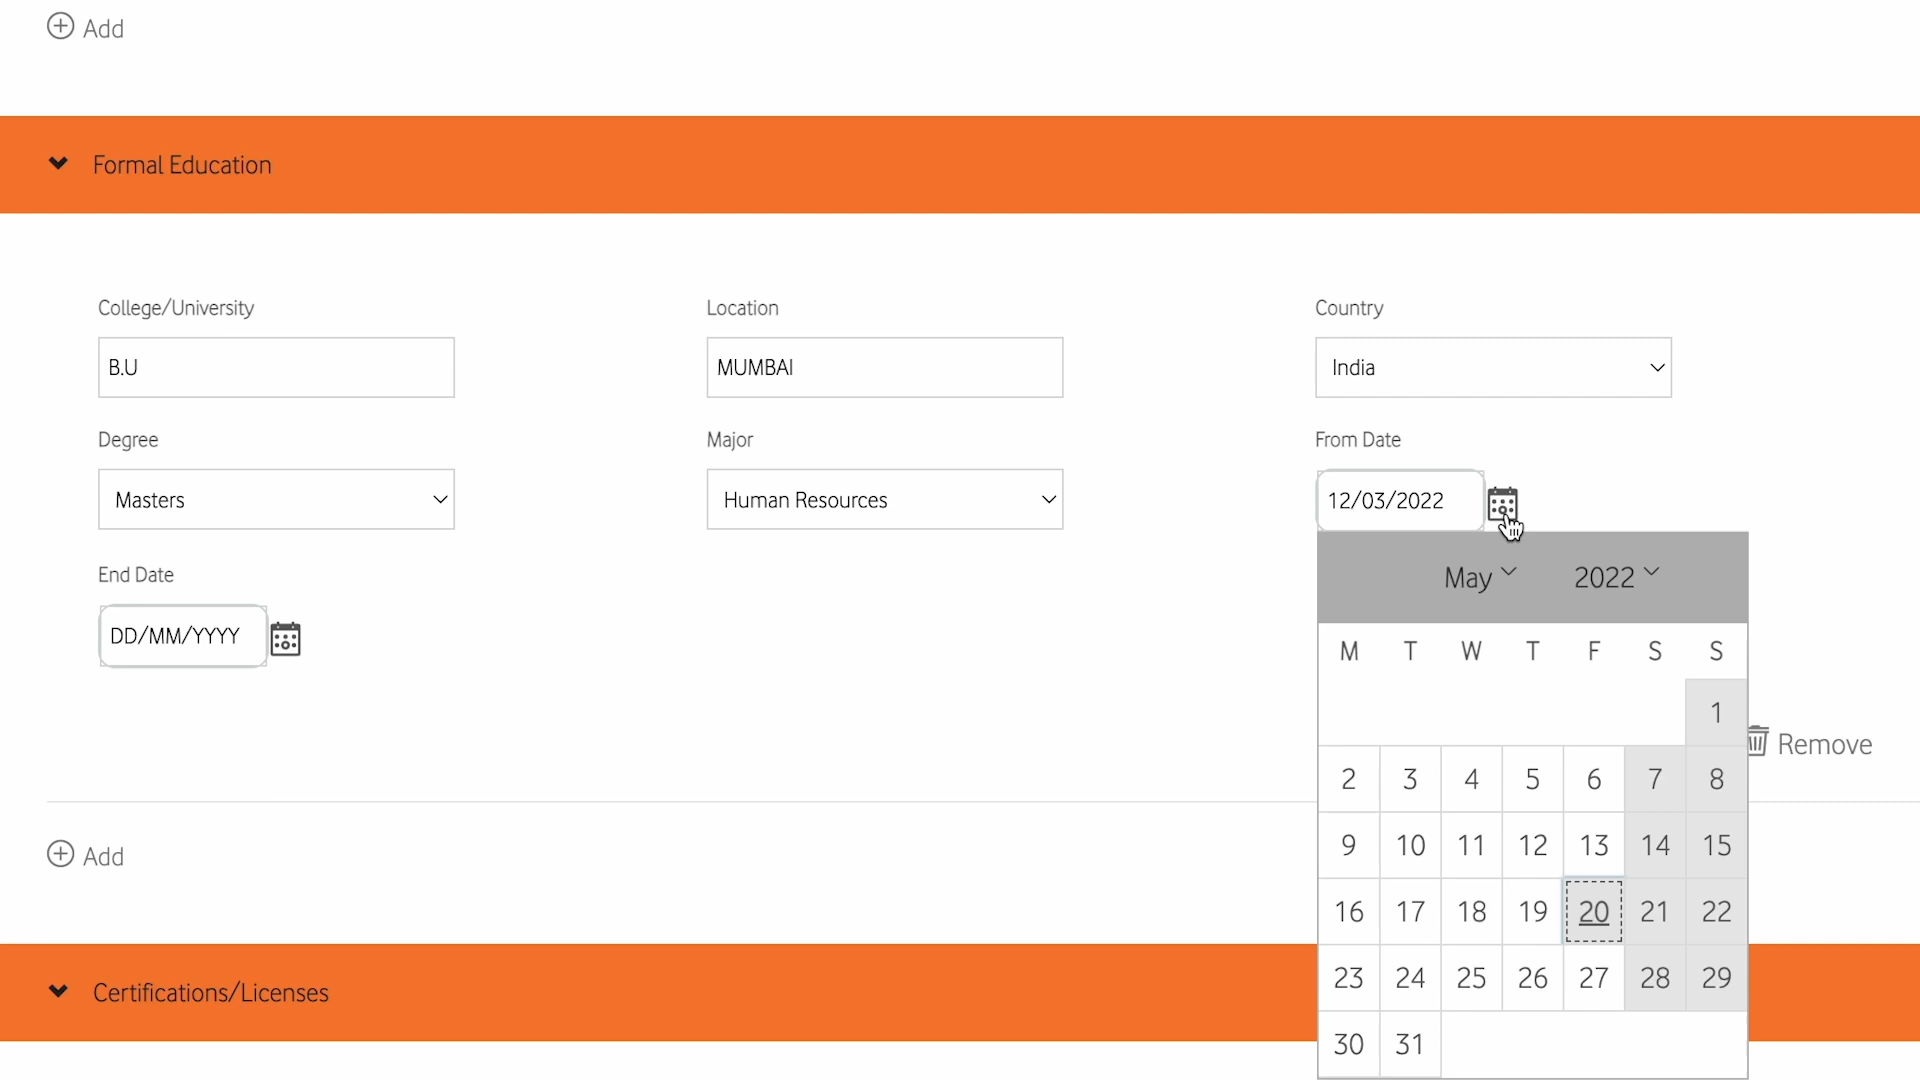 Add
Formal Education
College/University
Location
Country
B.U
MUMBAI
India
Degree
Major
From Date
Masters
Human Resources
12/03/2022
End Date
DD/MM/YYYY
May 2022
M T W T F S S
1
2 3 4 5 6 7 8
9 10 11 12 13 14 15
16 17 18 19 20 21 22
23 24 25 26 27 28 29
30 31
Remove
Add
Certifications/Licenses